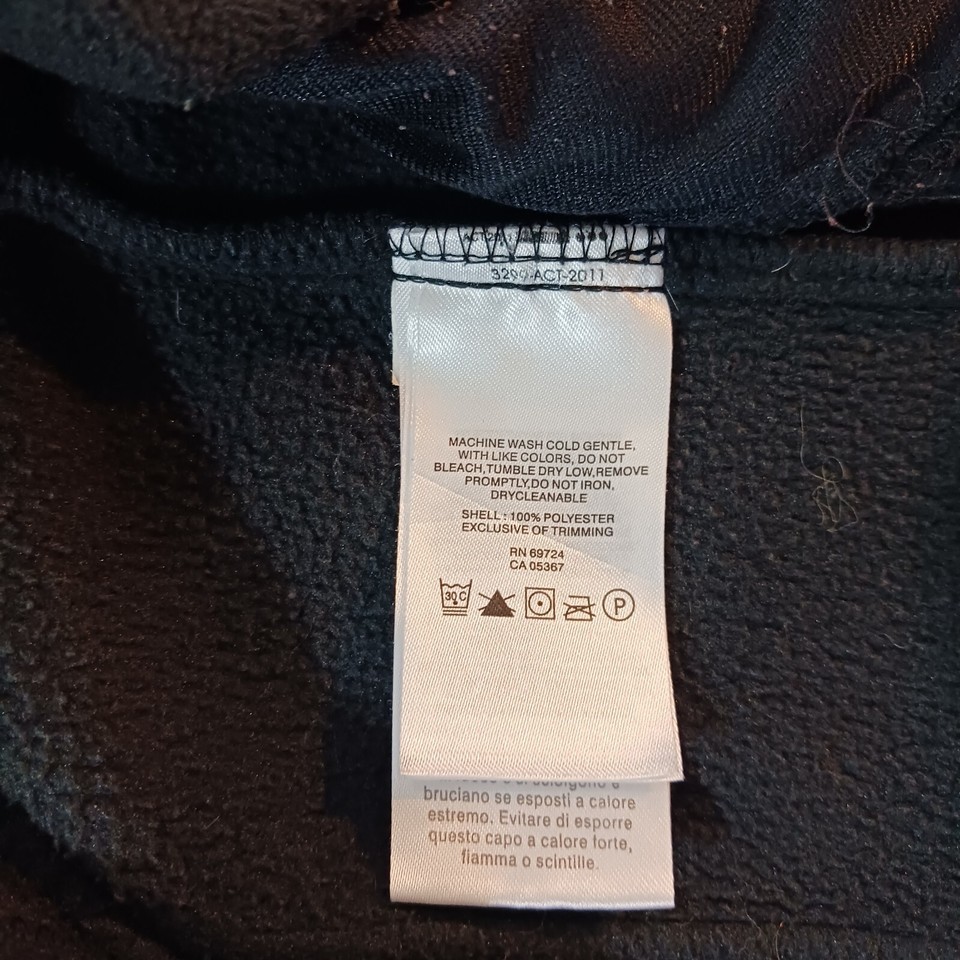 3299-ACT-2011
MACHINE WASH COLD GENTLE,
WITH LIKE COLORS, DO NOT
BLEACH,TUMBLE DRY LOW,REMOVE
PROMPTLY,DO NOT IRON,
DRYCLEANABLE
SHELL : 100% POLYESTER
EXCLUSIVE OF TRIMMING
RN 69724
CA 05367
30 C
P
bruciano se esposti a calore
estremo. Evitare di esporre
questo capo a calore forte,
fiamma o scintille.